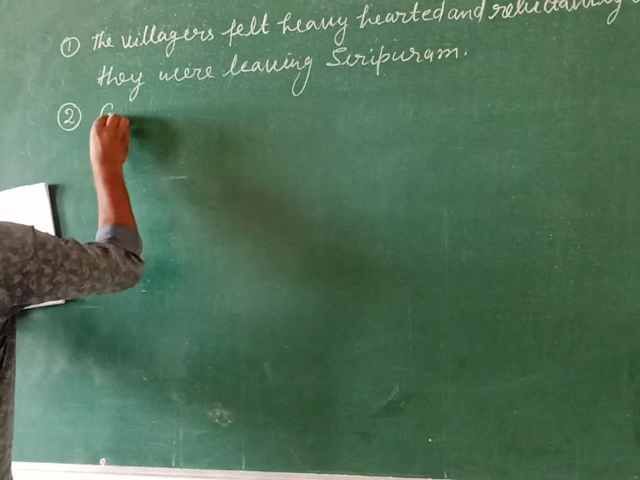 ① The villagers felt heavy hearted and
they were leaving Siripuram.
②